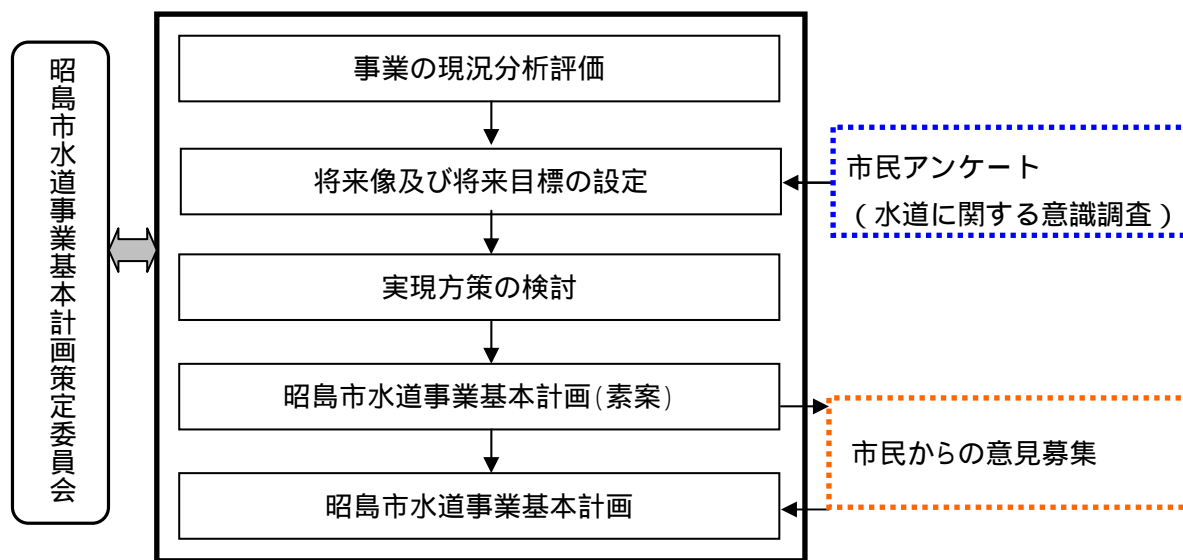 昭島市水道事業基本計画策定委員会
事業の現況分析評価
将来像及び将来目標の設定
実現方策の検討
昭島市水道事業基本計画(素案)
昭島市水道事業基本計画
市民アンケート
(水道に関する意識調査)
市民からの意見募集